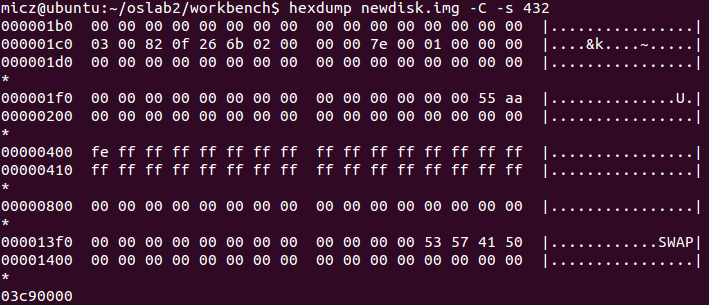 micz@ubuntu:~/oslab2/workbench$ hexdump newdisk.img -C -s 432
000001b0  00 00 00 00 00 00 00 00  00 00 00 00 00 00 00 00  |................|
000001c0  03 00 82 0f 26 6b 02 00  00 00 7e 00 01 00 00 00  |....&k....~.....|
000001d0  00 00 00 00 00 00 00 00  00 00 00 00 00 00 00 00  |................|
*
000001f0  00 00 00 00 00 00 00 00  00 00 00 00 00 00 55 aa  |..............U.|
00000200  00 00 00 00 00 00 00 00  00 00 00 00 00 00 00 00  |................|
*
00000400  fe ff ff ff ff ff ff ff  ff ff ff ff ff ff ff ff  |................|
00000410  ff ff ff ff ff ff ff ff  ff ff ff ff ff ff ff ff  |................|
*
00000800  00 00 00 00 00 00 00 00  00 00 00 00 00 00 00 00  |................|
*
000013f0  00 00 00 00 00 00 00 00  00 00 00 00 53 57 41 50  |............SWAP|
00001400  00 00 00 00 00 00 00 00  00 00 00 00 00 00 00 00  |................|
*
03c90000